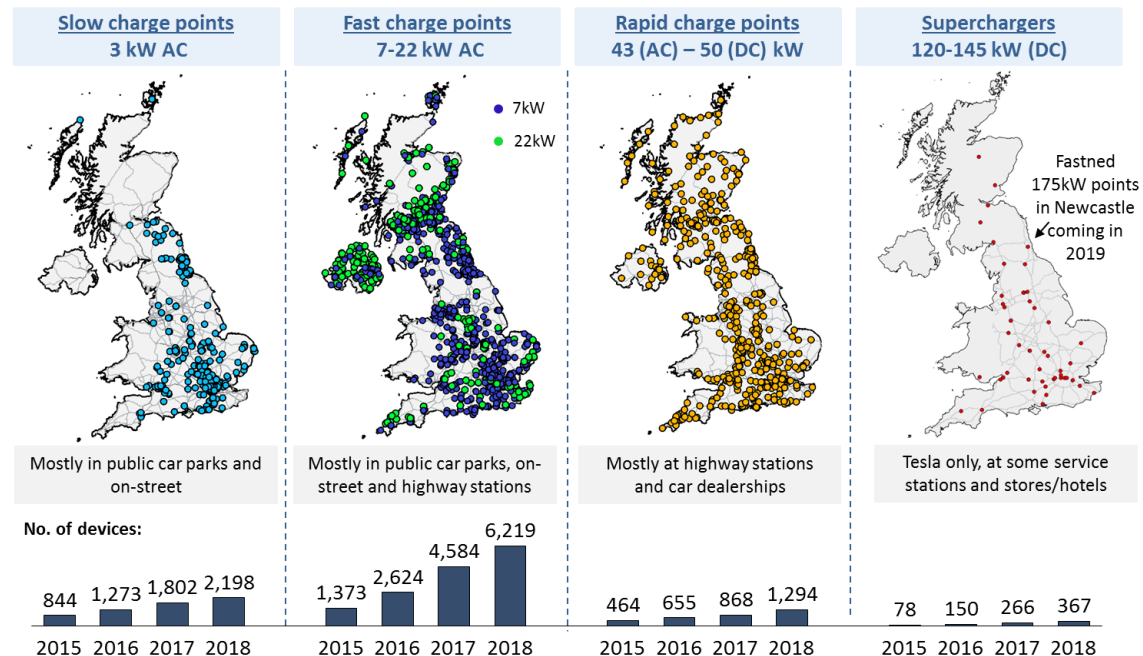 Slow charge points
3 kW AC
Fast charge points
7-22 kW AC
Rapid charge points
43 (AC) – 50 (DC) kW
Superchargers
120-145 kW (DC)
7kW
22kW
Fastned
175kW points
in Newcastle
coming in
2019
Mostly in public car parks and
on-street
Mostly in public car parks, on-
street and highway stations
Mostly at highway stations
and car dealerships
Tesla only, at some service
stations and stores/hotels
No. of devices:
844 1,273 1,802 2,198
1,373 2,624 4,584 6,219
464 655 868 1,294
78 150 266 367
2015 2016 2017 2018
2015 2016 2017 2018
2015 2016 2017 2018
2015 2016 2017 2018